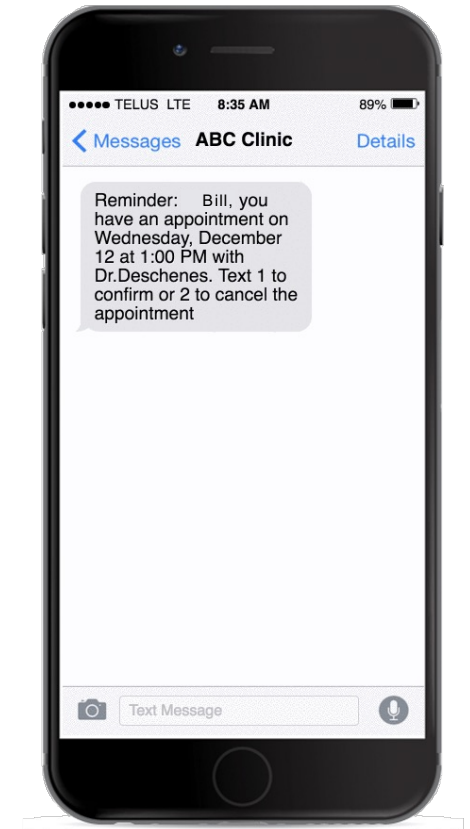 ●●●●● TELUS LTE 8:35 AM 89%
Messages ABC Clinic Details
Reminder: Bill, you
have an appointment on
Wednesday, December
12 at 1:00 PM with
Dr.Deschenes. Text 1 to
confirm or 2 to cancel the
appointment
Text Message